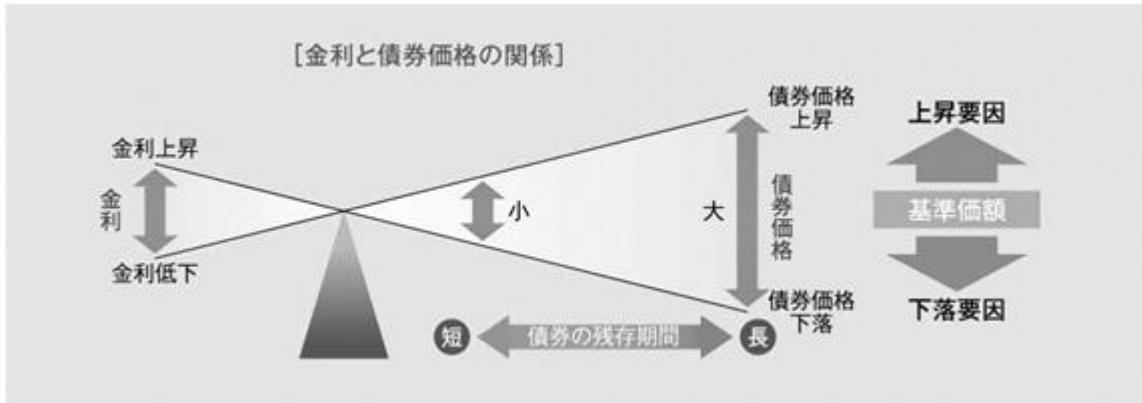 [金利と債券価格の関係]
債券価格
上昇
上昇要因
金利上昇
金利
小
大
債券価格
基準価額
金利低下
債券価格
下落
下落要因
短
債券の残存期間
長